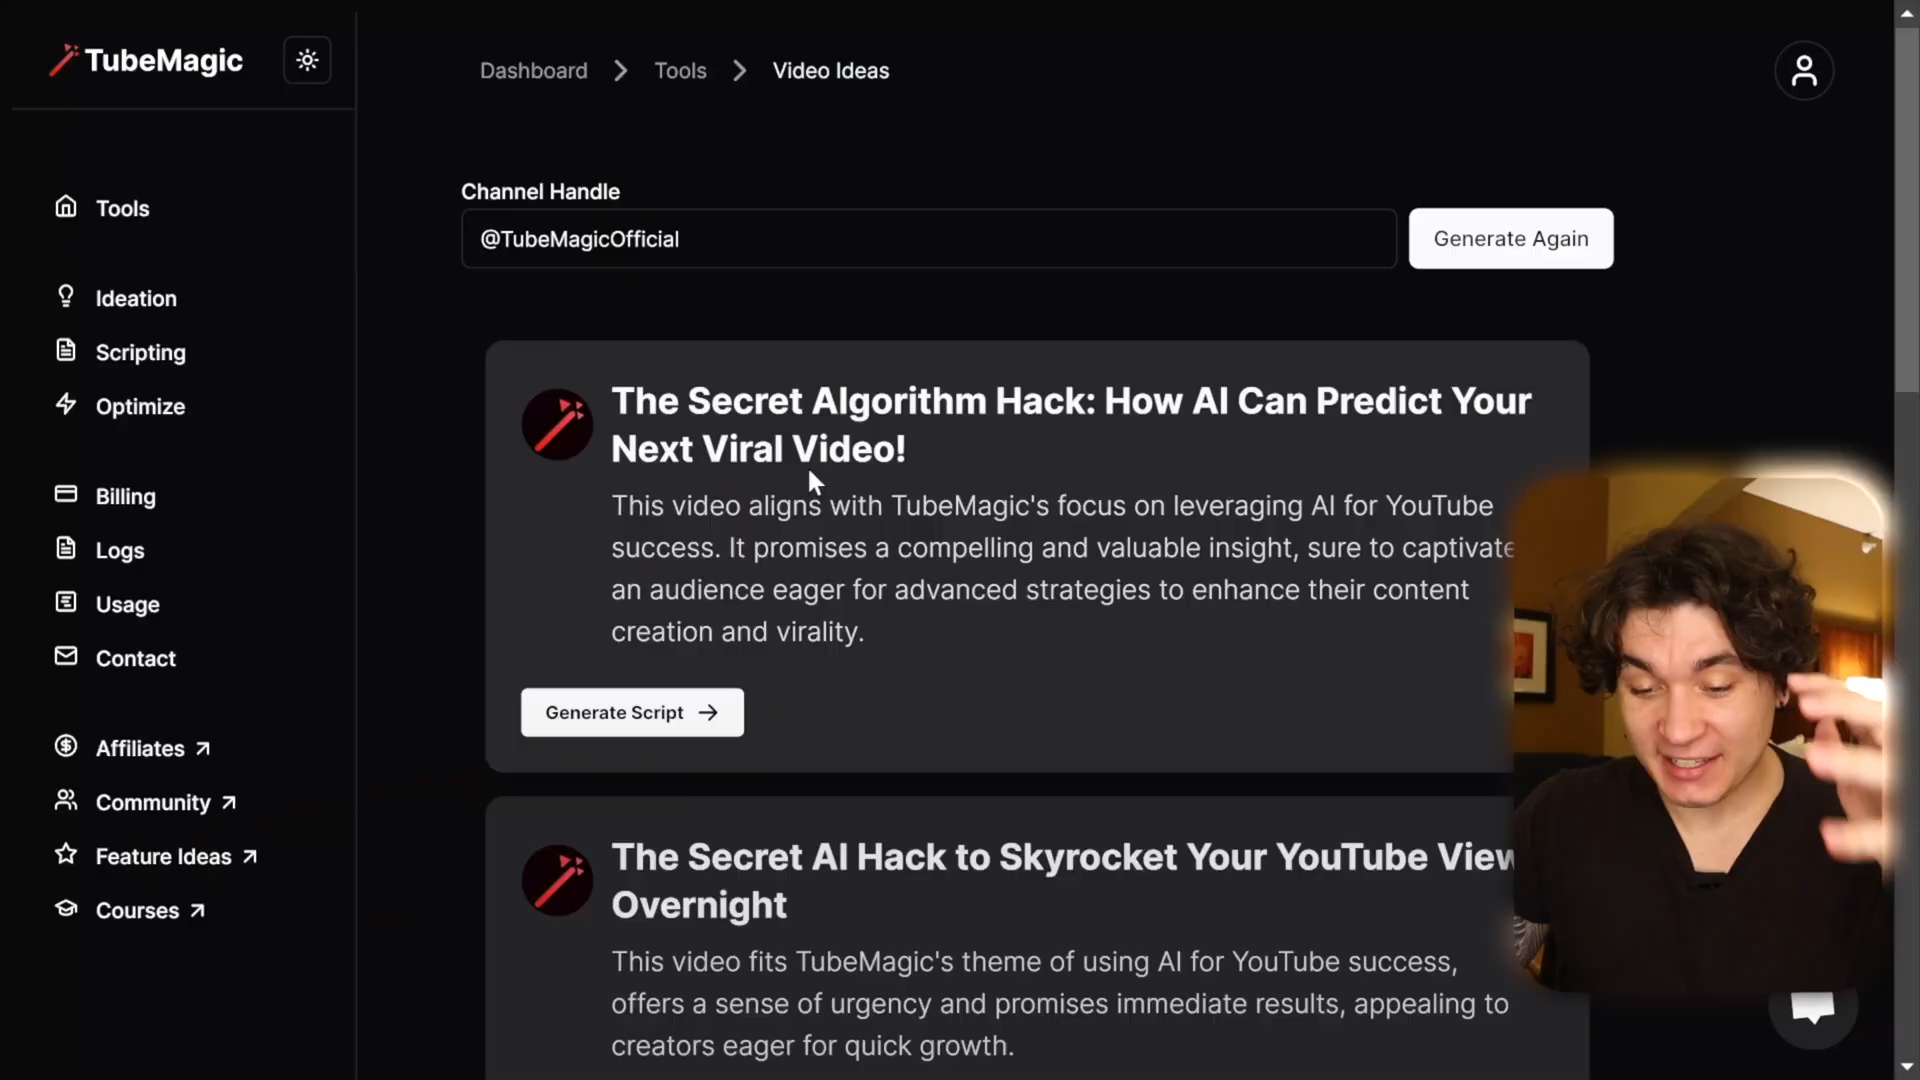 TubeMagic
Dashboard
Tools
Video Ideas
Tools
Ideation
Scripting
Optimize
Billing
Logs
Usage
Contact
Affiliates
Community
Feature Ideas
Courses
Channel Handle
@TubeMagicOfficial
Generate Again
The Secret Algorithm Hack: How AI Can Predict Your
Next Viral Video!
This video aligns with TubeMagic's focus on leveraging AI for YouTube
success. It promises a compelling and valuable insight, sure to captivate
an audience eager for advanced strategies to enhance their content
creation and virality.
Generate Script
The Secret AI Hack to Skyrocket Your YouTube View
Overnight
This video fits TubeMagic's theme of using AI for YouTube success,
offers a sense of urgency and promises immediate results, appealing to
creators eager for quick growth.